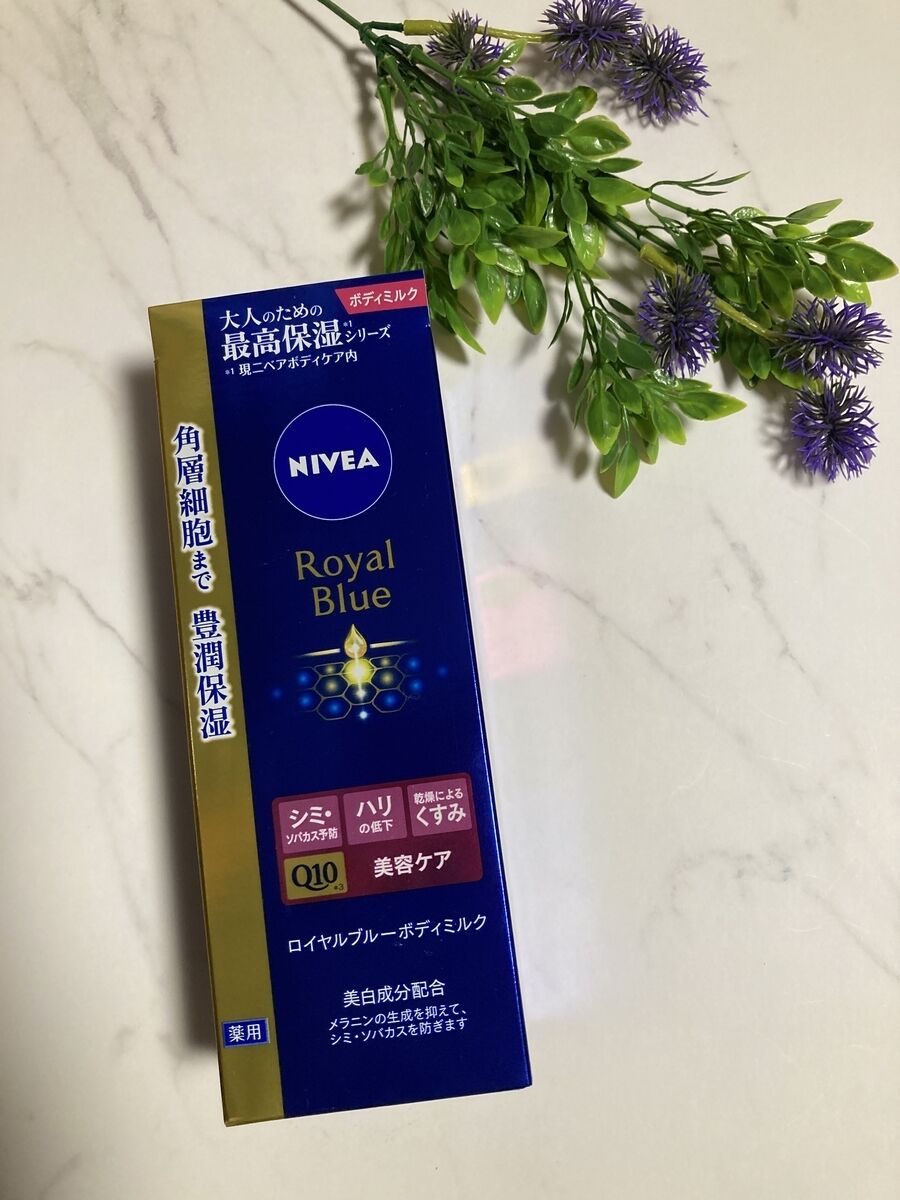 ボディミルク
大人のための
最高保湿※1シリーズ
※1 現ニベアボディケア内
角層細胞まで 豊潤保湿
NIVEA
Royal
Blue
シミ・
ソバカス予防
ハリ
の低下
乾燥による
くすみ
Q10※3
美容ケア
ロイヤルブルーボディミルク
美白成分配合
メラニンの生成を抑えて、
シミ・ソバカスを防ぎます
薬用